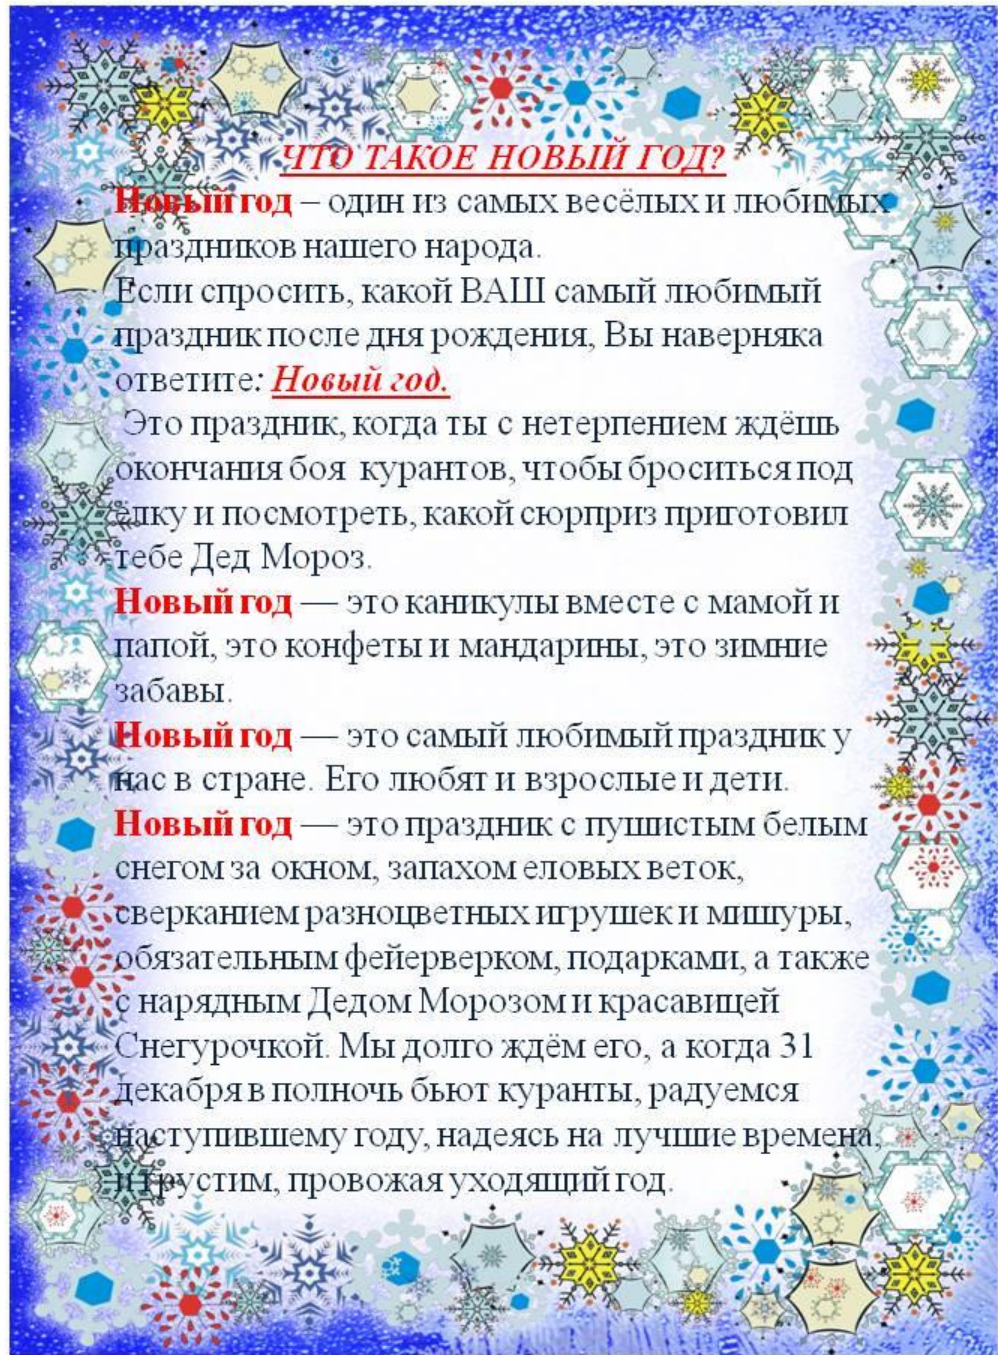 ЧТО ТАКОЕ НОВЫЙ ГОД?
Новый год – один из самых весёлых и любимых
праздников нашего народа.
Если спросить, какой ВАШ самый любимый
праздник после дня рождения, Вы наверняка
ответите: Новый год.
Это праздник, когда ты с нетерпением ждёшь
окончания боя курантов, чтобы броситься под
ёлку и посмотреть, какой сюрприз приготовил
тебе Дед Мороз.
Новый год — это каникулы вместе с мамой и
папой, это конфеты и мандарины, это зимние
забавы.
Новый год — это самый любимый праздник у
нас в стране. Его любят и взрослые и дети.
Новый год — это праздник с пушистым белым
снегом за окном, запахом еловых веток,
сверканием разноцветных игрушек и мишуры,
обязательным фейерверком, подарками, а также
с нарядным Дедом Морозом и красавицей
Снегурочкой. Мы долго ждём его, а когда 31
декабря в полночь бьют куранты, радуемся
наступившему году, надеясь на лучшие времена,
и грустим, провожая уходящий год.